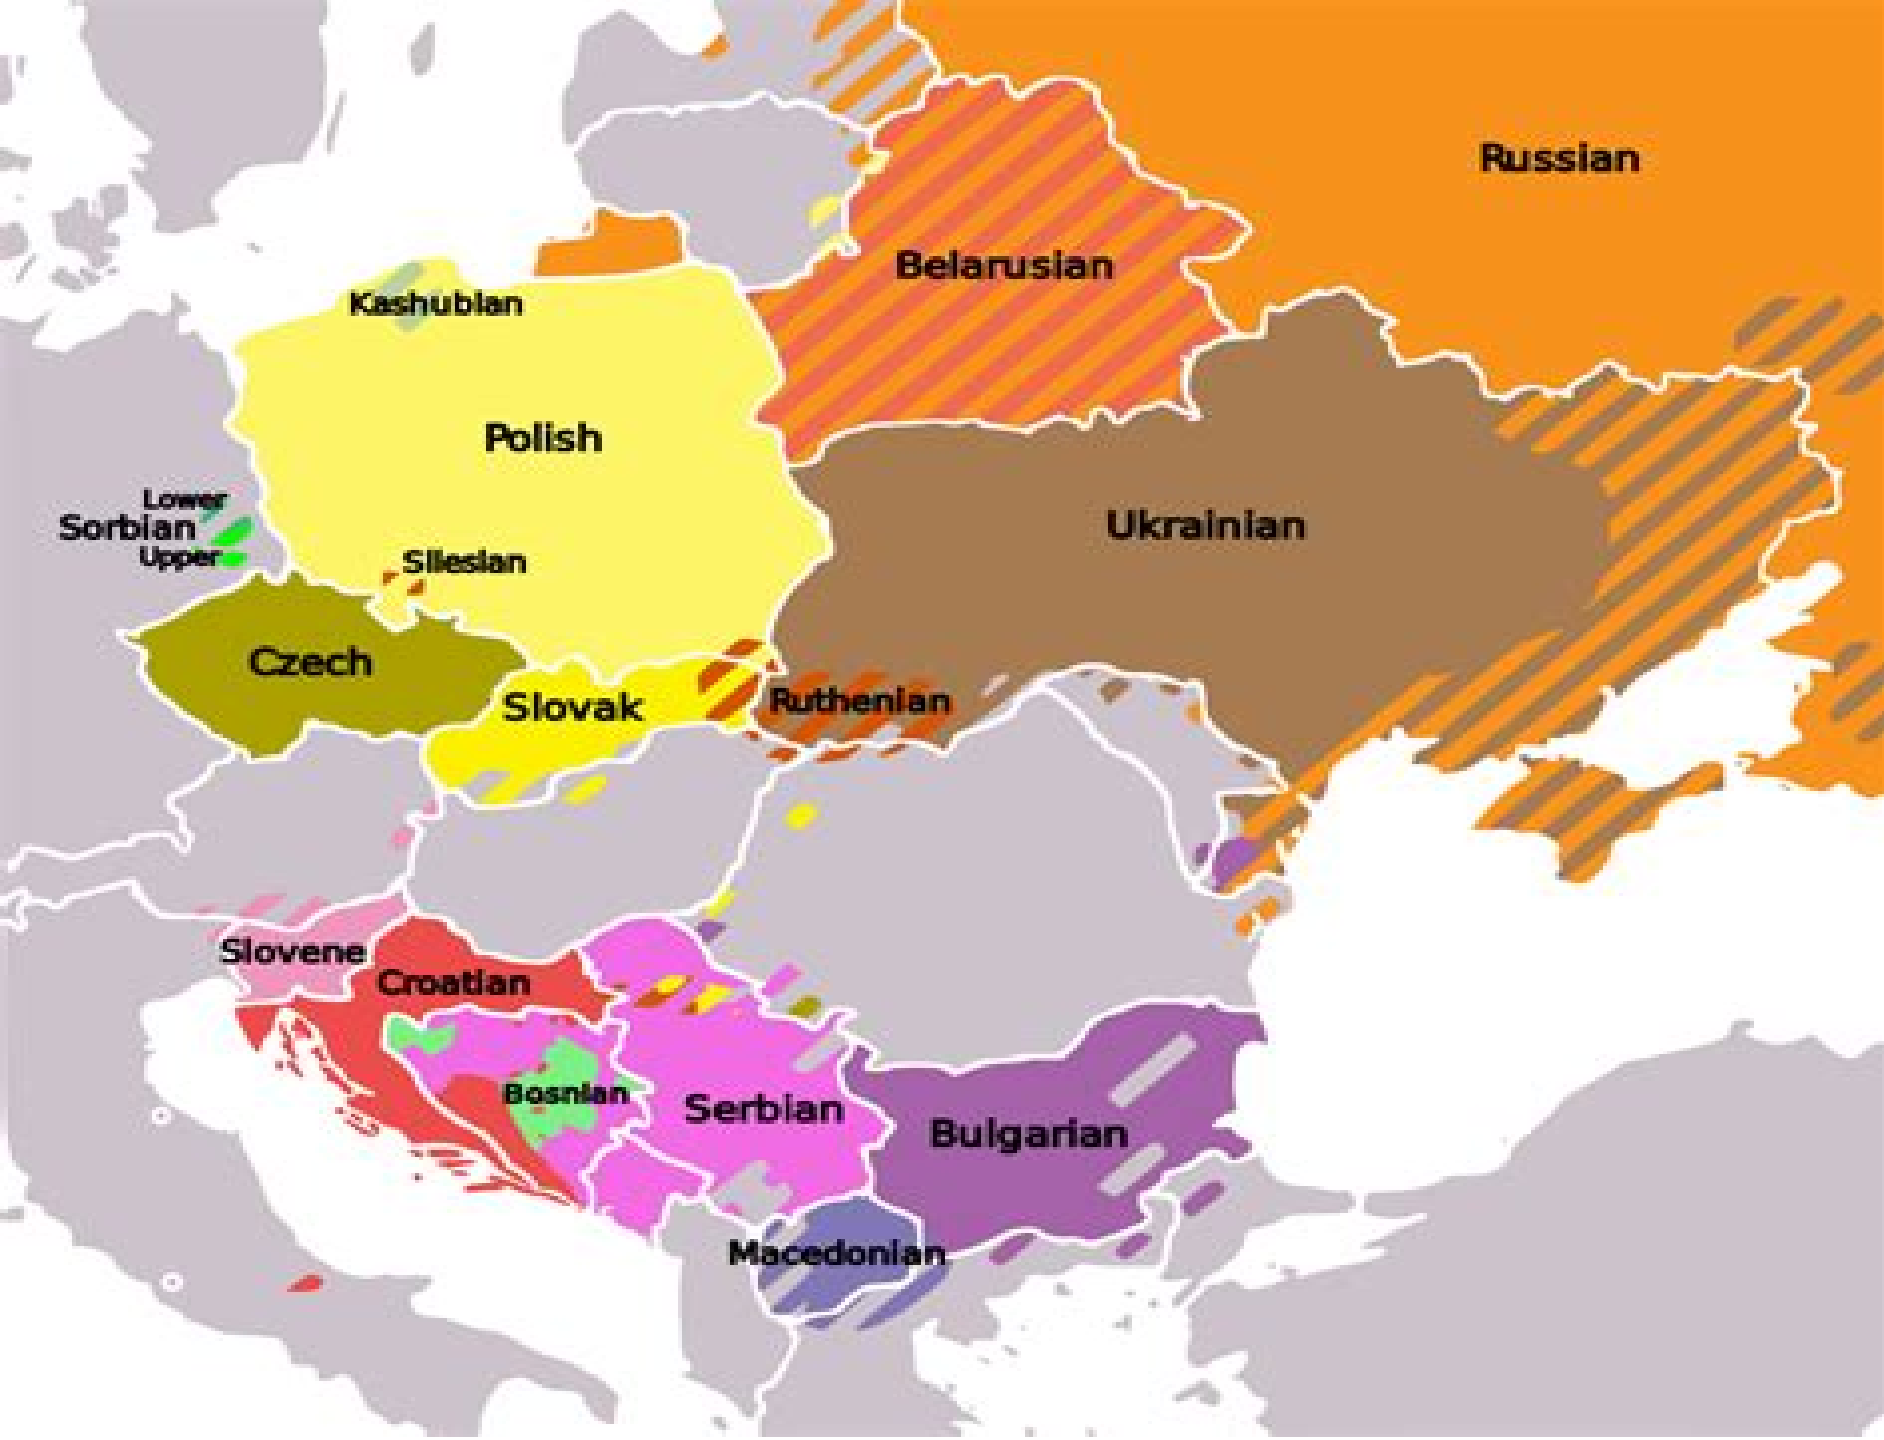 Russian
Belarusian
Kashubian
Polish
Lower
Sorbian
Upper
Ukrainian
Silesian
Czech
Slovak
Ruthenian
Slovene
Croatian
Bosnian
Serbian
Bulgarian
Macedonian